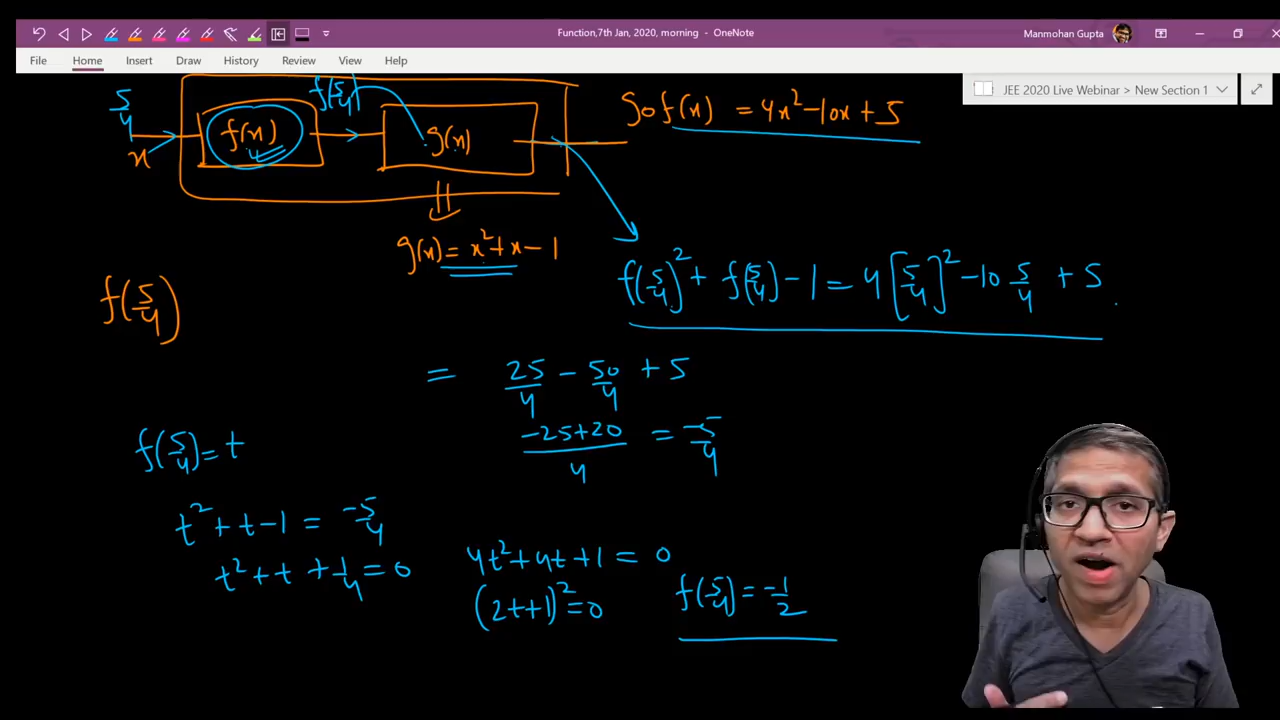 Function,7th Jan, 2020, morning - OneNote
Manmohan Gupta
File Home Insert Draw History Review View Help
JEE 2020 Live Webinar > New Section 1
5/4
x
f(x)
f(5/4)
g(x)
gof(x) = 4x²-10x+5
g(x) = x²+x-1
f(5/4)
f(5/4)² + f(5/4) - 1 = 4[5/4]² - 10 5/4 + 5
= 25/4 - 50/4 + 5
-25+20/4 = -5/4
f(5/4) = t
t² + t - 1 = -5/4
t² + t + 1/4 = 0
4t² + 4t + 1 = 0
(2t+1)² = 0
f(5/4) = -1/2